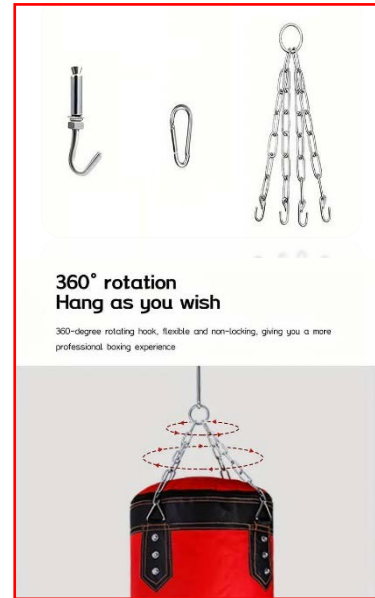 360° rotation
Hang as you wish
360-degree rotating hook, flexible and non-locking, giving you a more
professional boxing experience